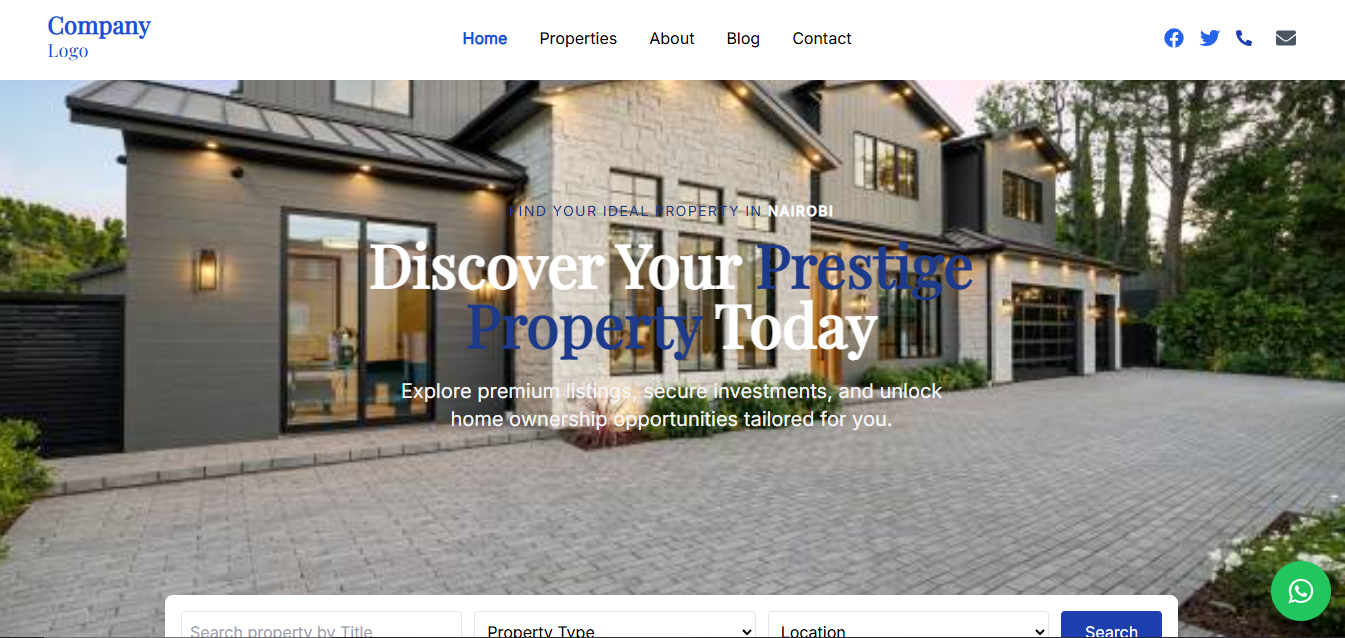 Company
Logo
Home Properties About Blog Contact
FIND YOUR IDEAL PROPERTY IN NAIROBI
Discover Your Prestige
Property Today
Explore premium listings, secure investments, and unlock
home ownership opportunities tailored for you.
Search property by Title Property Type Location Search